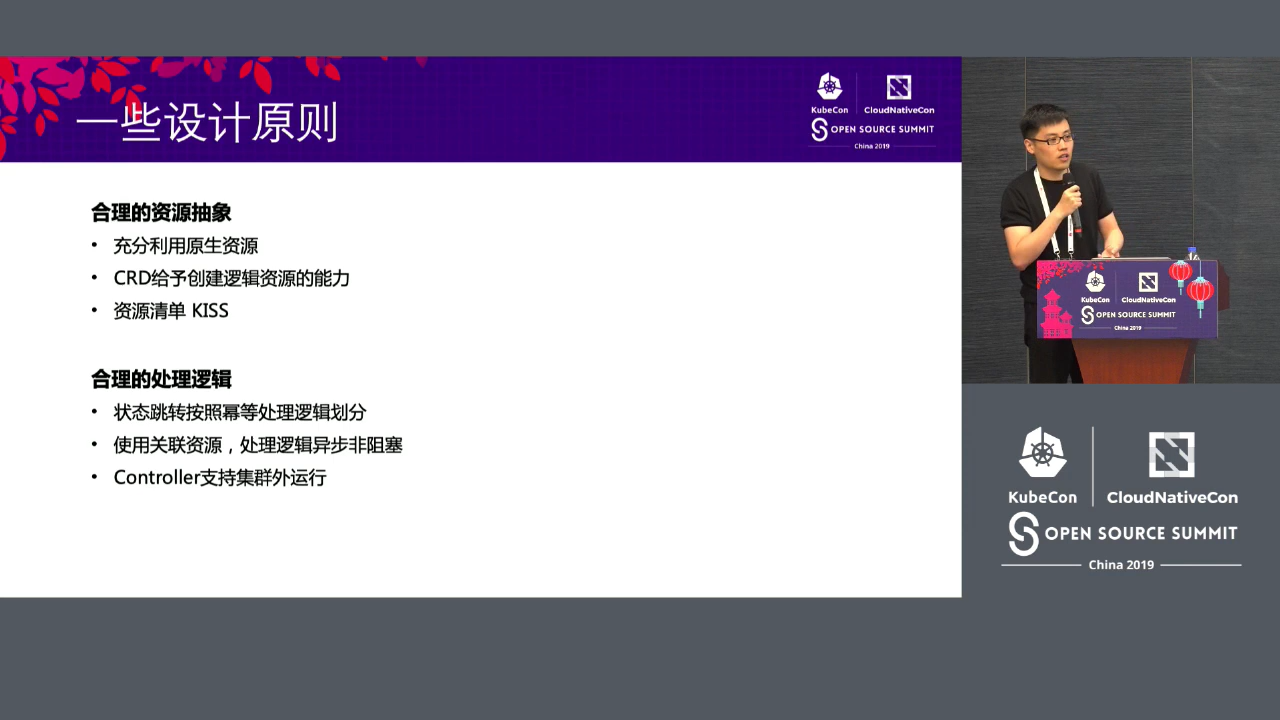 一些设计原则
KubeCon
CloudNativeCon
OPEN SOURCE SUMMIT
China 2019
合理的资源抽象
• 充分利用原生资源
• CRD给予创建逻辑资源的能力
• 资源清单 KISS
合理的处理逻辑
• 状态跳转按照幂等处理逻辑划分
• 使用关联资源，处理逻辑异步非阻塞
• Controller支持集群外运行
KubeCon
CloudNativeCon
OPEN SOURCE SUMMIT
China 2019
KubeCon
CloudNativeCon
OPEN SOURCE SUMMIT
China 2019